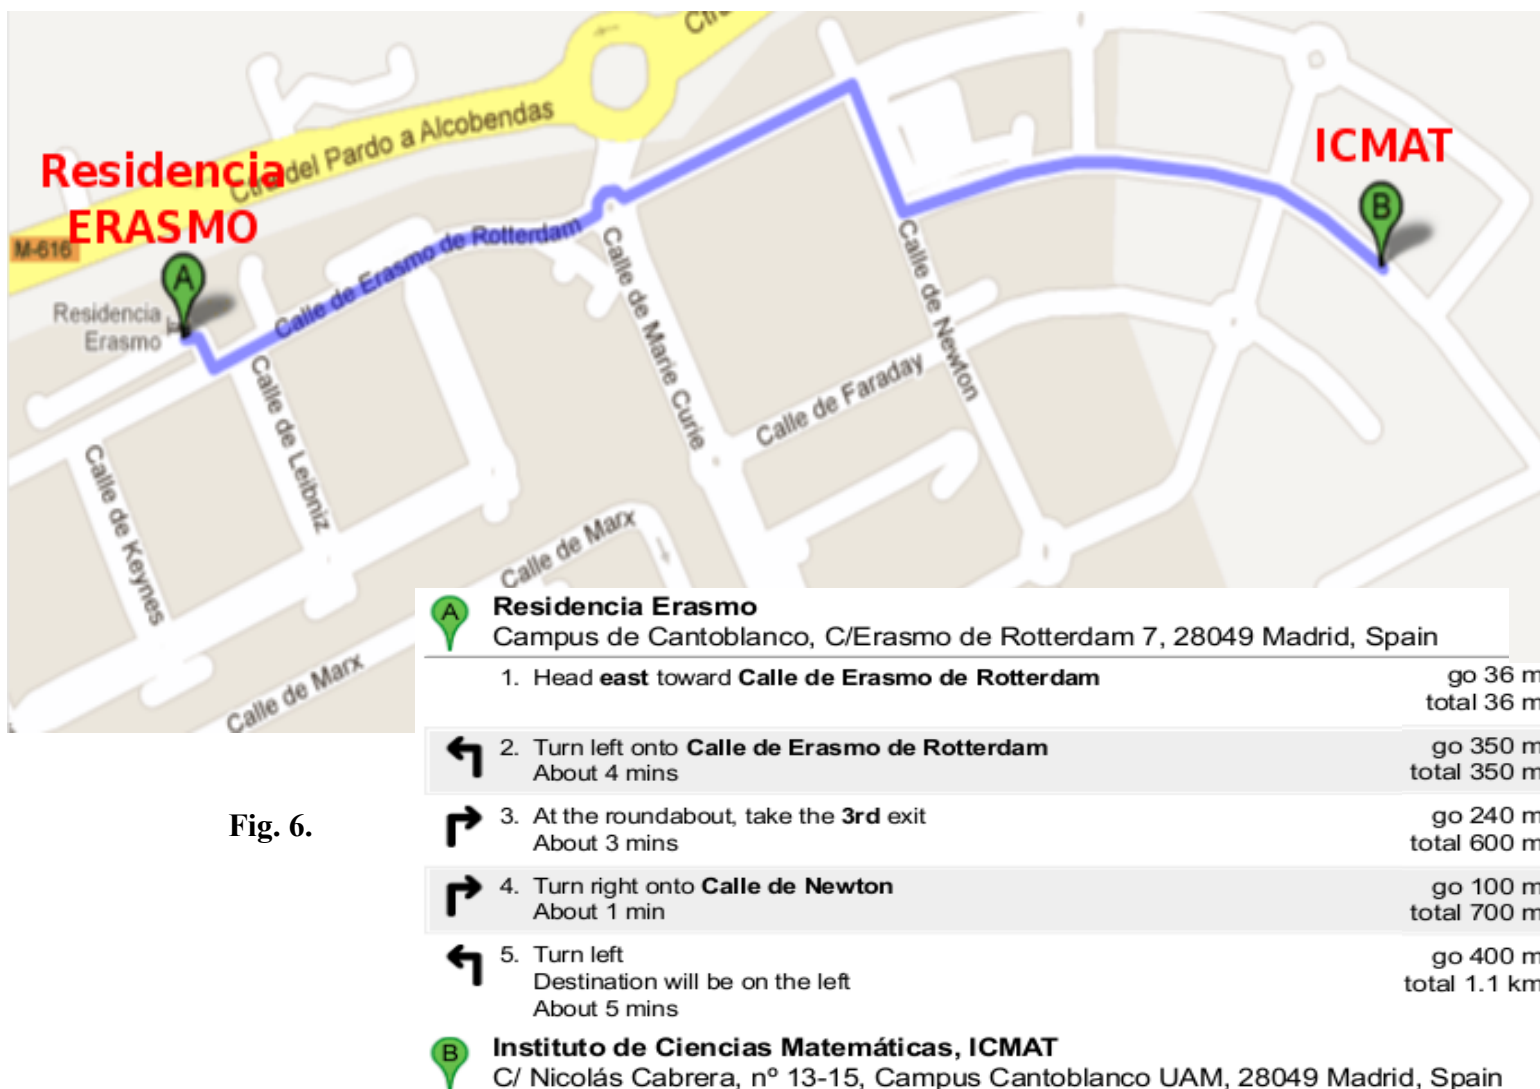 Ctra
Ctra del Pardo a Alcobendas
Residencia
ERASMO
ICMAT
M-616
A
B
Residencia
Erasmo
Calle de Erasmo de Rotterdam
Calle de Marie Curie
Calle de Newton
Calle de Faraday
Calle de Leibniz
Calle de Keynes
Calle de Marx
Calle de Marx
A Residencia Erasmo
Campus de Cantoblanco, C/Erasmo de Rotterdam 7, 28049 Madrid, Spain
1. Head east toward Calle de Erasmo de Rotterdam go 36 m
total 36 m
2. Turn left onto Calle de Erasmo de Rotterdam go 350 m
About 4 mins total 350 m
Fig. 6.
3. At the roundabout, take the 3rd exit go 240 m
About 3 mins total 600 m
4. Turn right onto Calle de Newton go 100 m
About 1 min total 700 m
5. Turn left go 400 m
Destination will be on the left total 1.1 km
About 5 mins
B Instituto de Ciencias Matemáticas, ICMAT
C/ Nicolás Cabrera, nº 13-15, Campus Cantoblanco UAM, 28049 Madrid, Spain